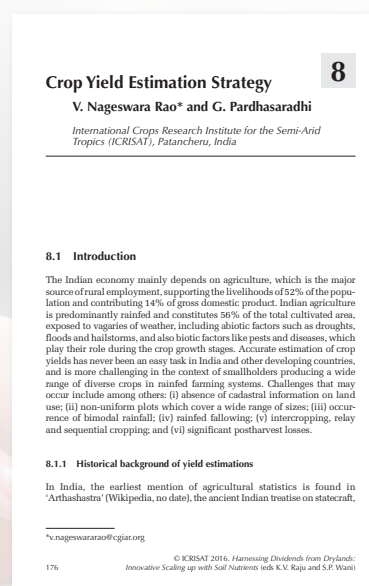 8
Crop Yield Estimation Strategy
V. Nageswara Rao* and G. Pardhasaradhi
International Crops Research Institute for the Semi-Arid
Tropics (ICRISAT), Patancheru, India
8.1 Introduction
The Indian economy mainly depends on agriculture, which is the major
source of rural employment, supporting the livelihoods of 52% of the popu-
lation and contributing 14% of gross domestic product. Indian agriculture
is predominantly rainfed and constitutes 56% of the total cultivated area,
exposed to vagaries of weather, including abiotic factors such as droughts,
floods and hailstorms, and also biotic factors like pests and diseases, which
play their role during the crop growth stages. Accurate estimation of crop
yields has never been an easy task in India and other developing countries,
and is more challenging in the context of smallholders producing a wide
range of diverse crops in rainfed farming systems. Challenges that may
occur include among others: (i) absence of cadastral information on land
use; (ii) non-uniform plots which cover a wide range of sizes; (iii) occur-
rence of bimodal rainfall; (iv) rainfed fallowing; (v) intercropping, relay
and sequential cropping; and (vi) significant postharvest losses.
8.1.1 Historical background of yield estimations
In India, the earliest mention of agricultural statistics is found in
‘Arthashastra’ (Wikipedia, no date), the ancient Indian treatise on statecraft,
*v.nageswararao@cgiar.org
© ICRISAT 2016. Harnessing Dividends from Drylands:
176 Innovative Scaling up with Soil Nutrients (eds K.V. Raju and S.P. Wani)